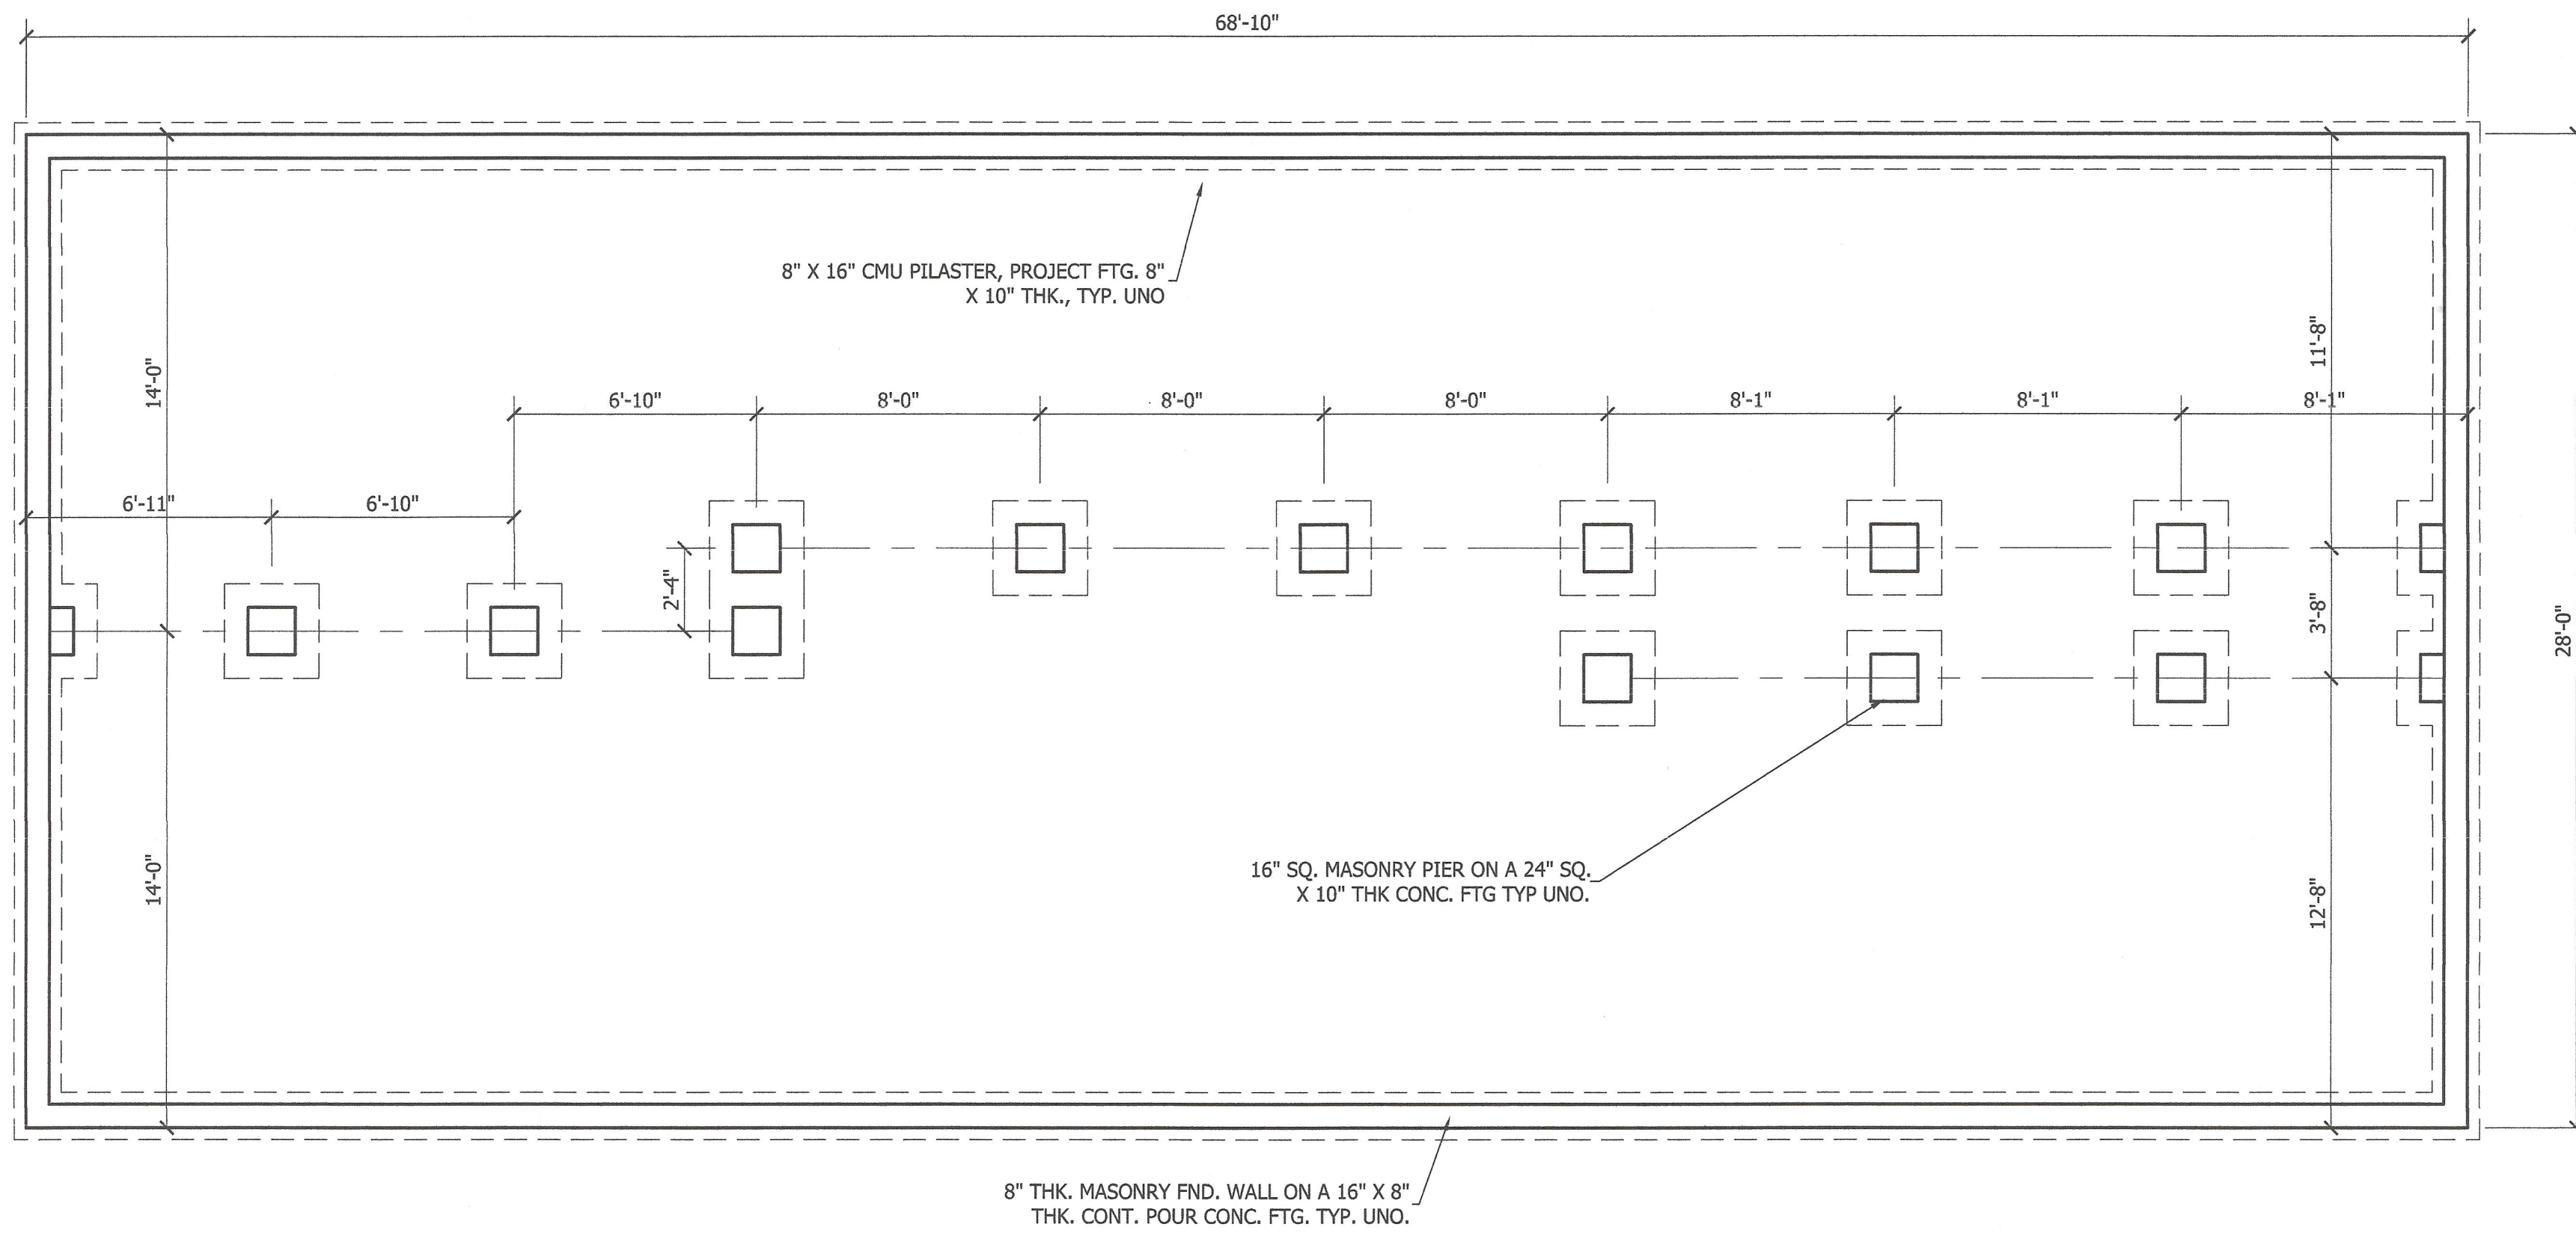 68'-10"
8" X 16" CMU PILASTER, PROJECT FTG. 8"
X 10" THK., TYP. UNO
14'-0"
11'-8"
6'-10"
8'-0"
8'-0"
8'-0"
8'-1"
8'-1"
8'-1"
6'-11"
6'-10"
2'-4"
3'-8"
28'-0"
16" SQ. MASONRY PIER ON A 24" SQ.
X 10" THK CONC. FTG TYP UNO.
14'-0"
12'-8"
8" THK. MASONRY FND. WALL ON A 16" X 8"
THK. CONT. POUR CONC. FTG. TYP. UNO.